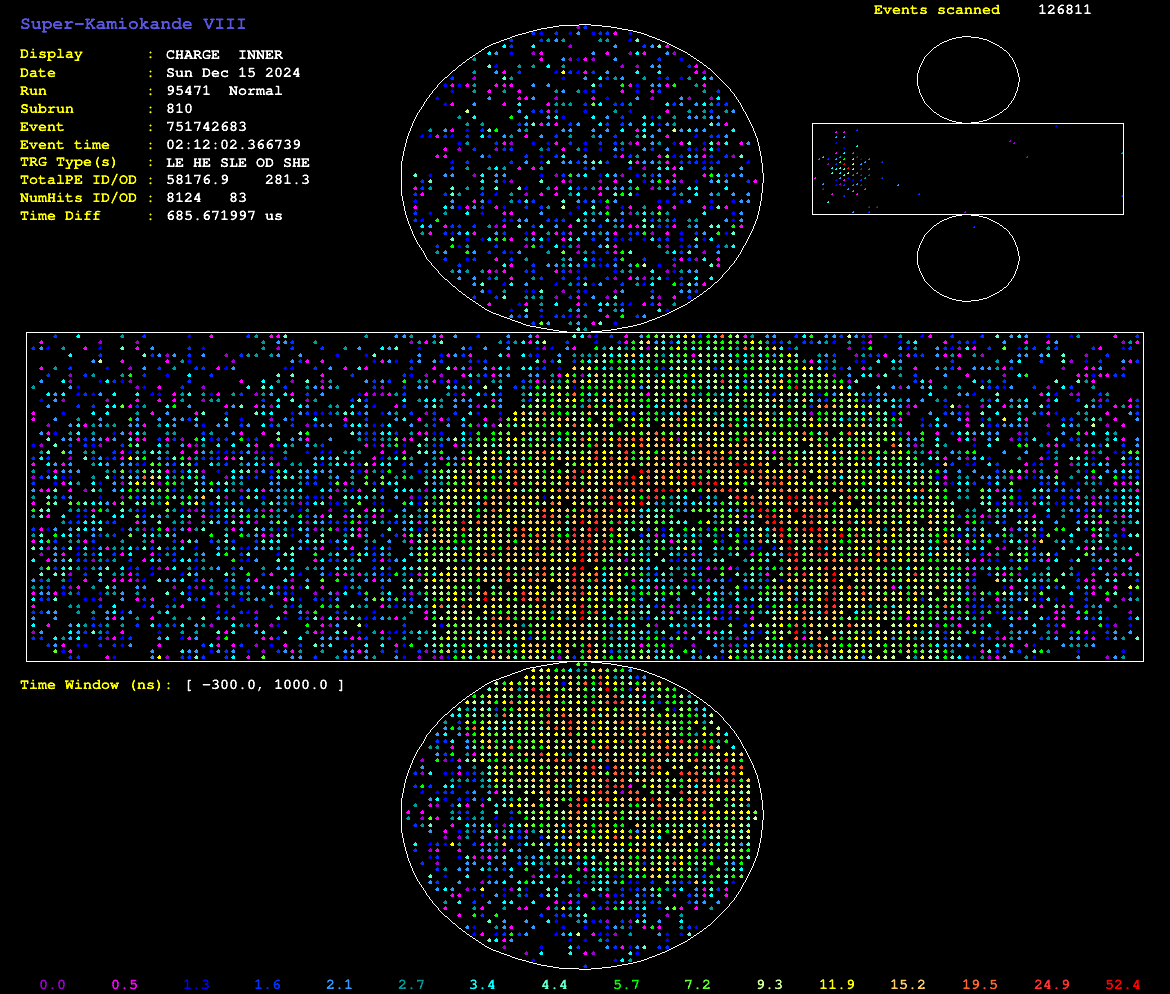 Super-Kamiokande VIII
Events scanned 126811
Display : CHARGE INNER
Date : Sun Dec 15 2024
Run : 95471 Normal
Subrun : 810
Event : 751742683
Event time : 02:12:02.366739
TRG Type(s) : LE HE SLE OD SHE
TotalPE ID/OD : 58176.9 281.3
NumHits ID/OD : 8124 83
Time Diff : 685.671997 us
Time Window (ns): [ −300.0, 1000.0 ]
0.0 0.5 1.3 1.6 2.1 2.7 3.4 4.4 5.7 7.2 9.3 11.9 15.2 19.5 24.9 52.4